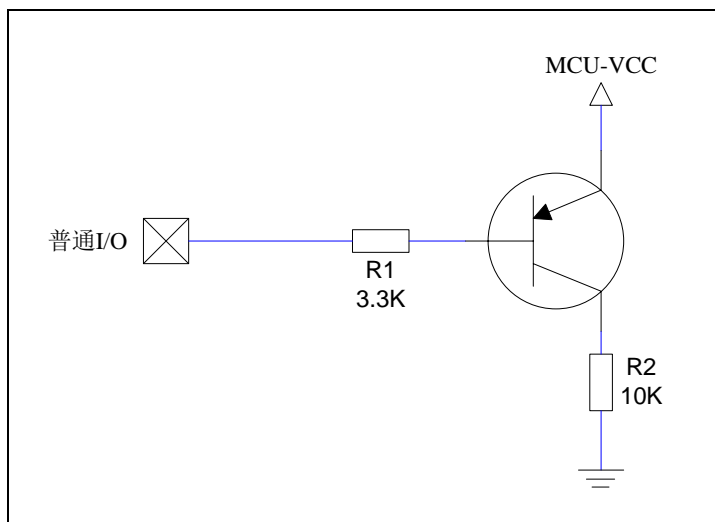 MCU-VCC
普通I/O
R1
3.3K
R2
10K